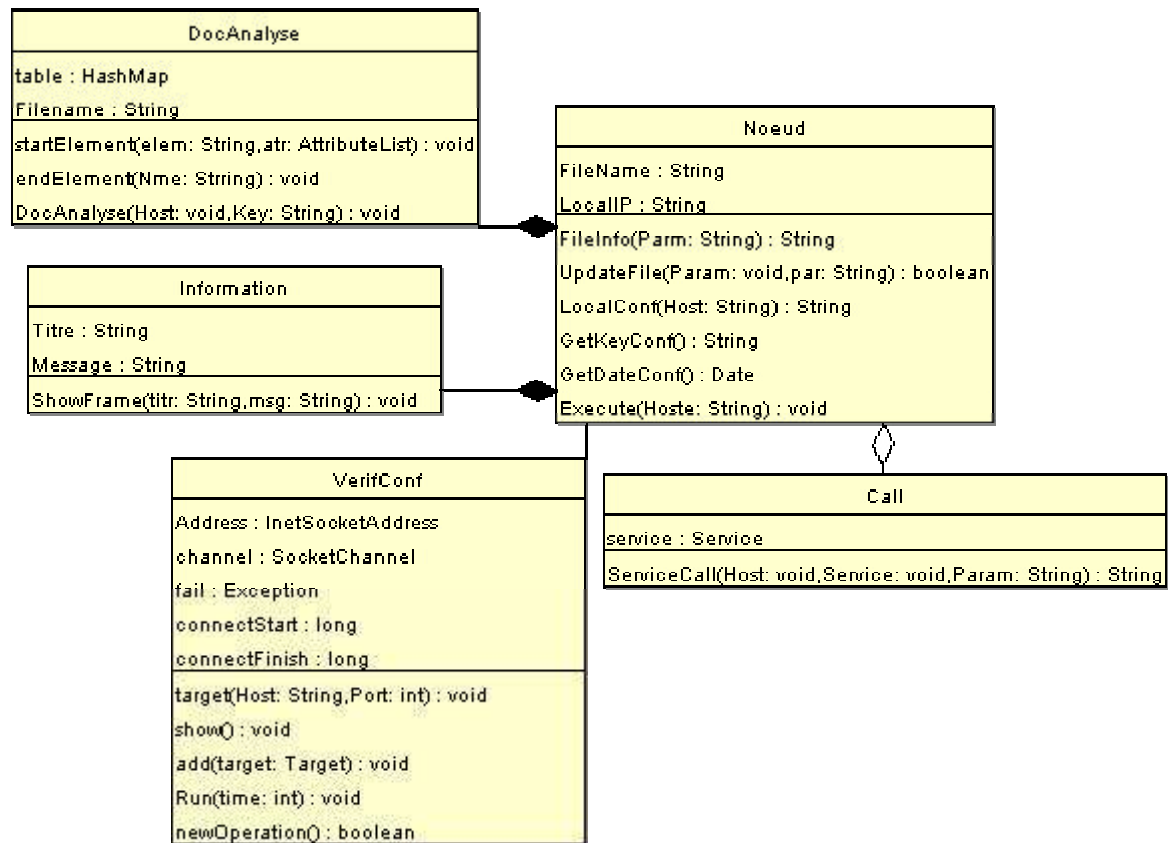 DocAnalyse
table : HashMap
Filename : String
startElement(elem: String,atr: AttributeList) : void
endElement(Nme: Strring) : void
DocAnalyse(Host: void,Key: String) : void
Noeud
FileName : String
LocalIP : String
FileInfo(Parm: String) : String
UpdateFile(Param: void,par: String) : boolean
LocalConf(Host: String) : String
GetKeyConf() : String
GetDateConf() : Date
Execute(Hoste: String) : void
Information
Titre : String
Message : String
ShowFrame(titr: String,msg: String) : void
VerifConf
Address : InetSocketAddress
channel : SocketChannel
fail : Exception
connectStart : long
connectFinish : long
target(Host: String,Port: int) : void
show() : void
add(target: Target) : void
Run(time: int) : void
newOperation() : boolean
Call
service : Service
ServiceCall(Host: void,Service: void,Param: String) : String